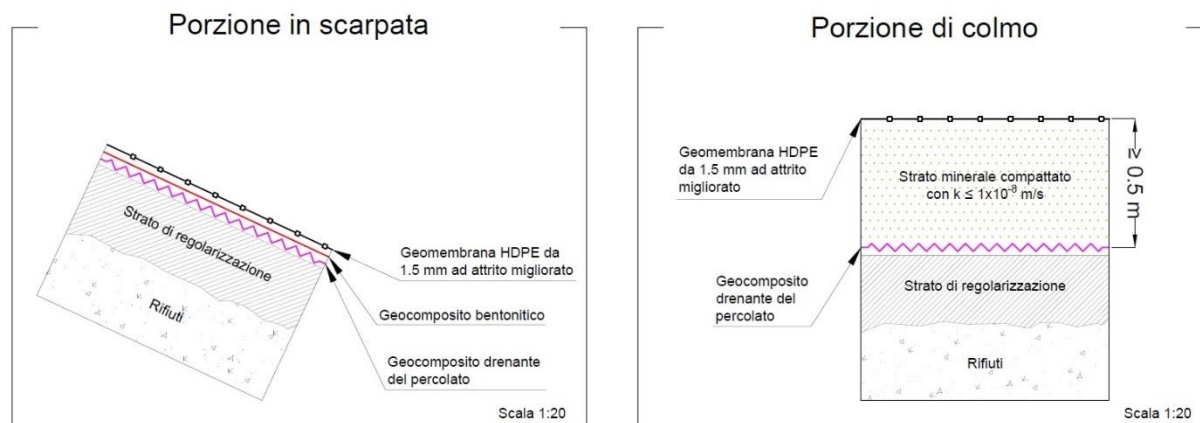 Porzione in scarpata
Strato di regolarizzazione
Rifiuti
Geomembrana HDPE da
1.5 mm ad attrito migliorato
Geocomposito bentonitico
Geocomposito drenante
del percolato
Scala 1:20
Porzione di colmo
Geomembrana HDPE
da 1.5 mm ad attrito
migliorato
Strato minerale compattato
con k ≤ 1x10⁻⁸ m/s
≥ 0.5 m
Geocomposito
drenante del
percolato
Strato di regolarizzazione
Rifiuti
Scala 1:20